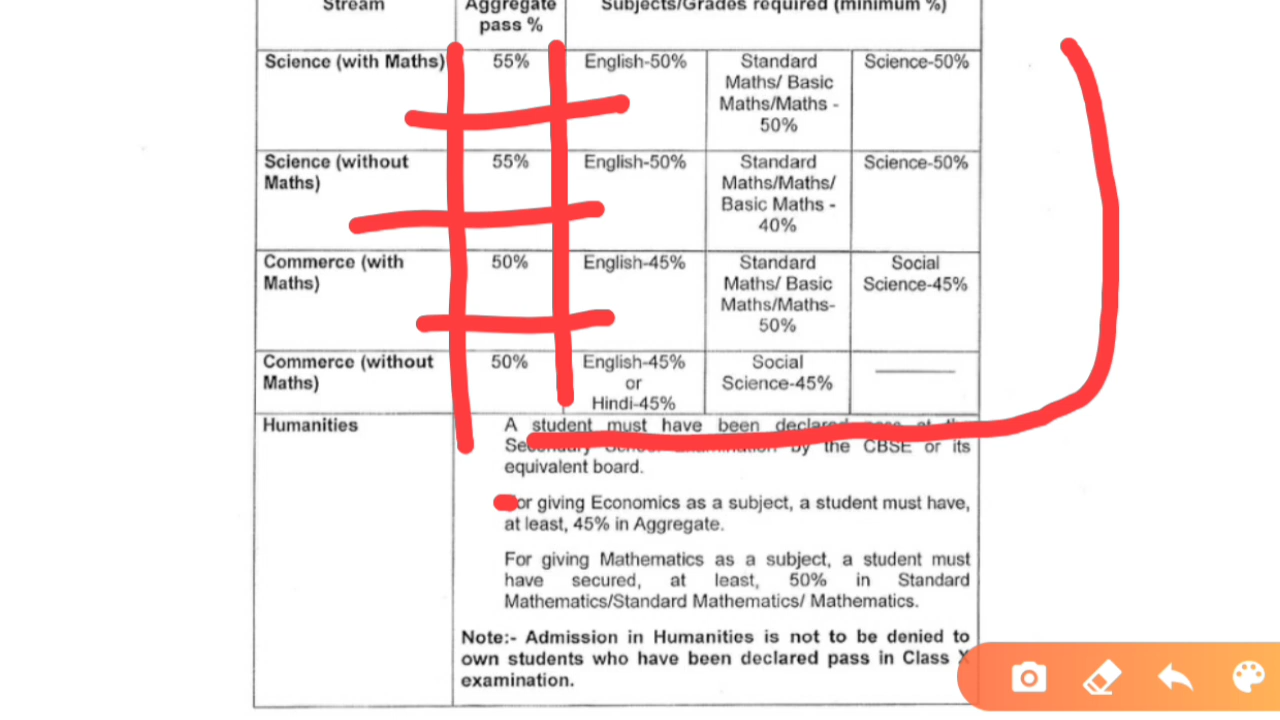 Stream Aggregate Subjects/Grades required (minimum %)
pass %
Science (with Maths) 55% English-50% Standard Science-50%
Maths/ Basic
Maths/Maths -
50%
Science (without 55% English-50% Standard Science-50%
Maths) Maths/Maths/
Basic Maths -
40%
Commerce (with 50% English-45% Standard Social
Maths) Maths/ Basic Science-45%
Maths/Maths-
50%
Commerce (without 50% English-45% Social
Maths) or Science-45%
Hindi-45%
Humanities A student must have been declared
by the CBSE or its
equivalent board.
giving Economics as a subject, a student must have,
at least, 45% in Aggregate.
For giving Mathematics as a subject, a student must
have secured, at least, 50% in Standard
Mathematics/Standard Mathematics/ Mathematics.
Note:- Admission in Humanities is not to be denied to
own students who have been declared pass in Class X
examination.